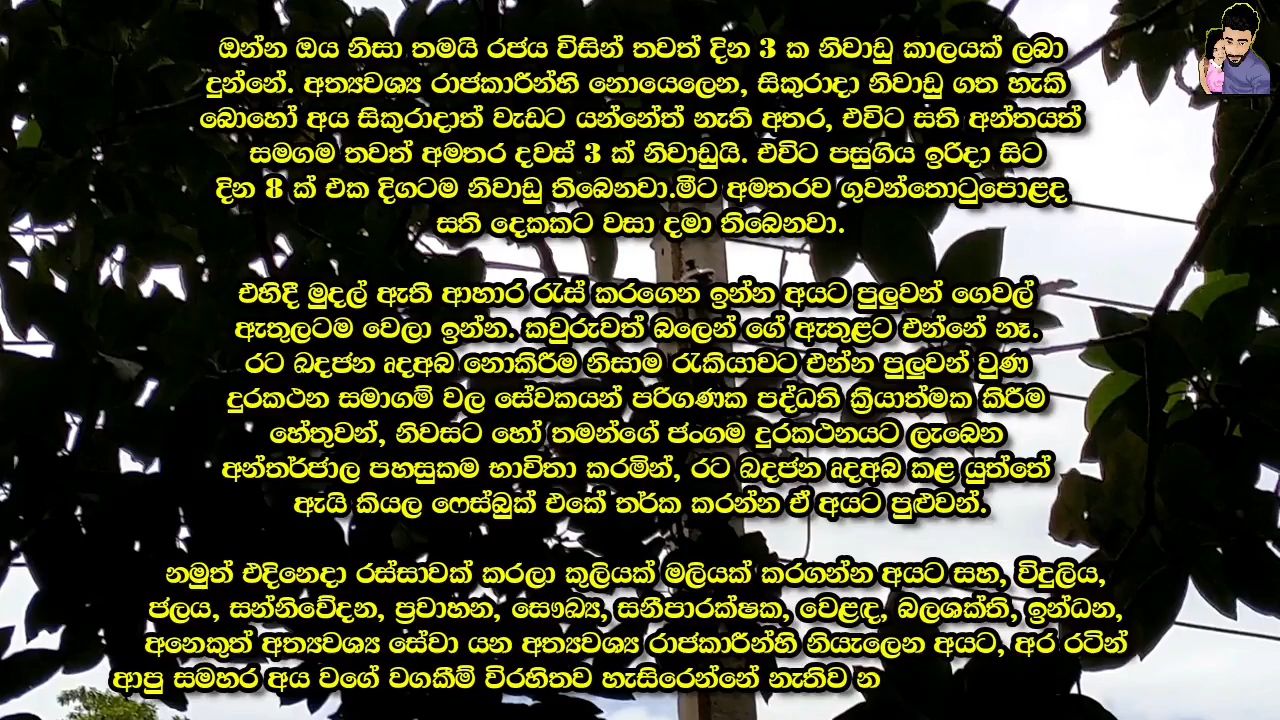 ඔන්න ඔය නිසා තමයි රජය විසින් තවත් දින 3 ක නිවාඩු කාලයක් ලබා
දුන්නේ. අත්‍යවශ්‍ය රාජකාරීන්හි නොයෙලෙන, සිකුරාදා නිවාඩු ගත හැකි
බොහෝ අය සිකුරාදාත් වැඩට යන්නේත් නැති අතර, එවිට සති අන්තයත්
සමගම තවත් අමතර දවස් 3 ක් නිවාඩුයි. එවිට පසුගිය ඉරිදා සිට
දින 8 ක් එක දිගටම නිවාඩු තිබෙනවා.මීට අමතරව ගුවන්තොටුපොළද
සති දෙකකට වසා දමා තිබෙනවා.
එහිදී මුදල් ඇති ආහාර රැස් කරගෙන ඉන්න අයට පුලුවන් ගෙවල්
ඇතුලටම වෙලා ඉන්න. කවුරුවත් බලෙන් ගේ ඇතුළට එන්නේ නෑ.
රට ඛදජන ෘදඅබ නොකිරීම නිසාම රැකියාවට එන්න පුලුවන් වුණ
දුරකථන සමාගම් වල සේවකයන් පරිගණක පද්ධති ක්‍රියාත්මක කිරීම
හේතුවන්, නිවසට හෝ තමන්ගේ ජංගම දුරකථනයට ලැබෙන
අන්තර්ජාල පහසුකම භාවිතා කරමින්, රට ඛදජන ෘදඅබ කළ යුත්තේ
ඇයි කියල ෆෙස්බුක් එකේ තර්ක කරන්න ඒ අයට පුළුවන්.
නමුත් එදිනෙදා රස්සාවක් කරලා කුලියක් මලියක් කරගන්න අයට සහ, විදුලිය,
ජලය, සන්නිවේදන, ප්‍රවාහන, සෞඛ්‍ය, සනීපාරක්ෂක, වෙළඳ, බලශක්ති, ඉන්ධන,
අනෙකුත් අත්‍යවශ්‍ය සේවා යන අත්‍යවශ්‍ය රාජකාරීන්හි නියැලෙන අයට, අර රටින්
ආපු සමහර අය වගේ වගකීම් විරහිතව හැසිරෙන්නේ නැතිව න